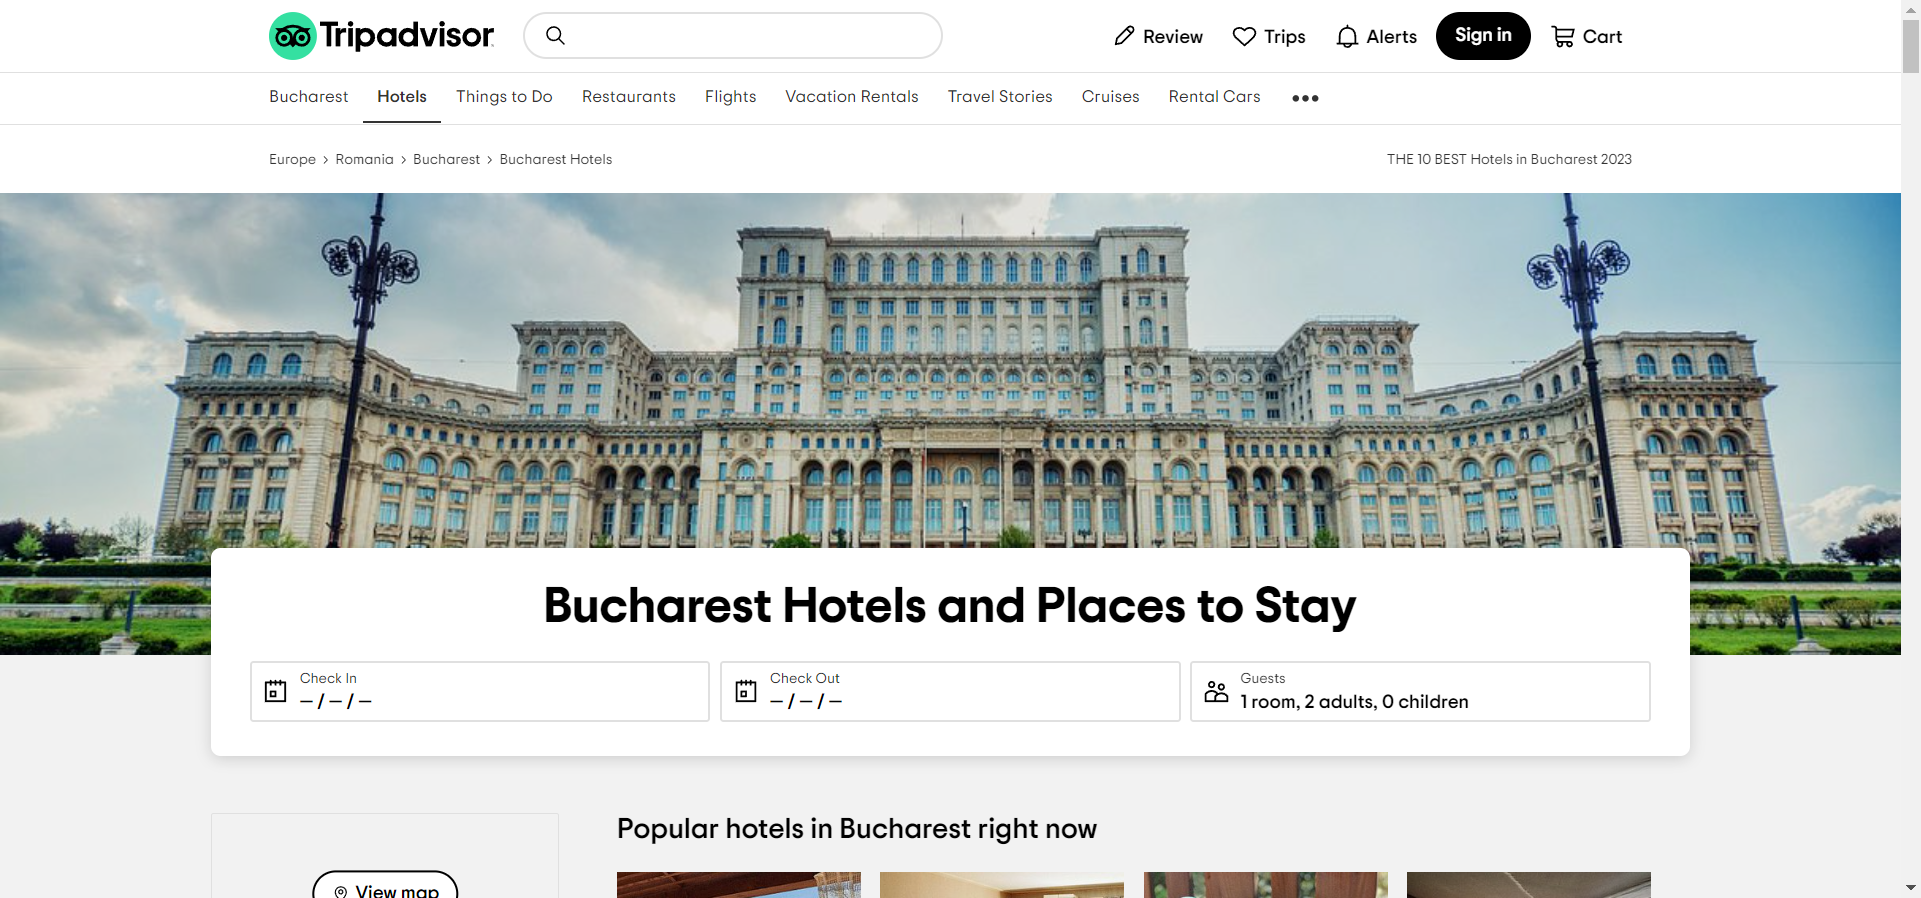 Tripadvisor
Review
Trips
Alerts
Sign in
Cart
Bucharest
Hotels
Things to Do
Restaurants
Flights
Vacation Rentals
Travel Stories
Cruises
Rental Cars
Europe › Romania › Bucharest › Bucharest Hotels
THE 10 BEST Hotels in Bucharest 2023
Bucharest Hotels and Places to Stay
Check In
– / – / –
Check Out
– / – / –
Guests
1 room, 2 adults, 0 children
Popular hotels in Bucharest right now
View map